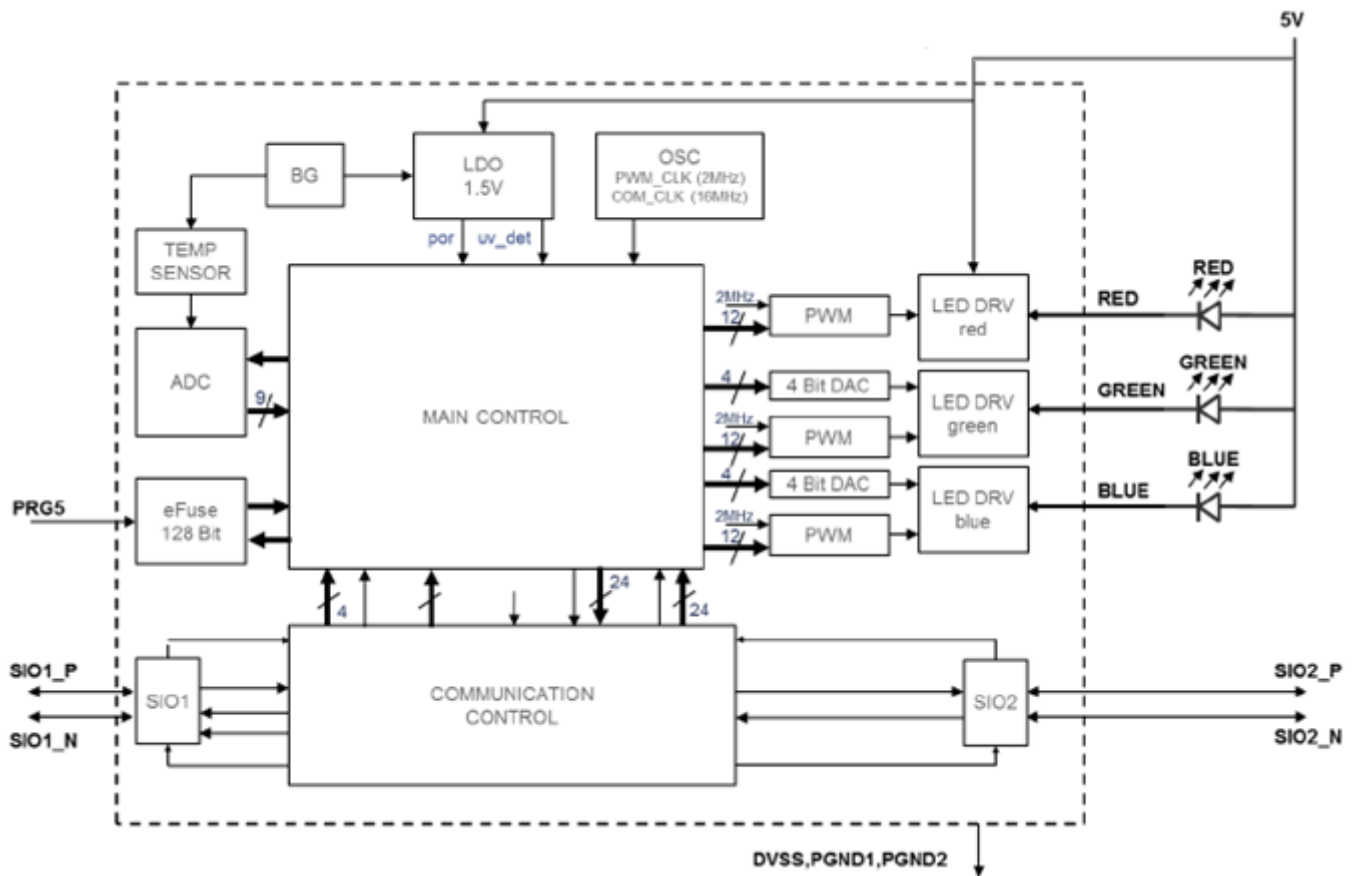 5V
BG
LDO
1.5V
OSC
PWM_CLK (2MHz)
COM_CLK (16MHz)
por
uv_det
TEMP
SENSOR
ADC
9
MAIN CONTROL
2MHz
12
PWM
LED DRV
red
RED
RED
4
4 Bit DAC
LED DRV
green
GREEN
GREEN
2MHz
12
PWM
4
4 Bit DAC
LED DRV
blue
BLUE
BLUE
2MHz
12
PWM
PRG5
eFuse
128 Bit
4
24
24
SIO1_P
SIO1_N
SIO1
COMMUNICATION
CONTROL
SIO2
SIO2_P
SIO2_N
DVSS,PGND1,PGND2